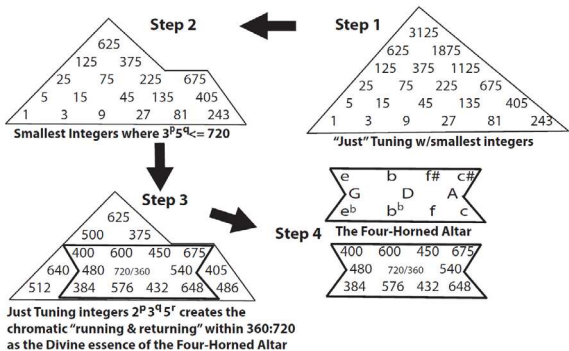 Step 2
625
125 375
25 75 225 675
5 15 45 135 405
1 3 9 27 81 243
Smallest Integers where 3^p5^q<= 720
Step 1
3125
625 1875
125 375 1125
25 75 225 675
5 15 45 135 405
1 3 9 27 81 243
“Just” Tuning w/smallest integers
Step 3
625
500 375
400 600 450 675
640 480 720/360 540 405
512 384 576 432 648 486
Just Tuning integers 2^p3^q5^r creates the
chromatic “running & returning” within 360:720
as the Divine essence of the Four-Horned Altar
Step 4
e b f# c#
G D A
e^b b^b f c
The Four-Horned Altar
400 600 450 675
480 720/360 540
384 576 432 648